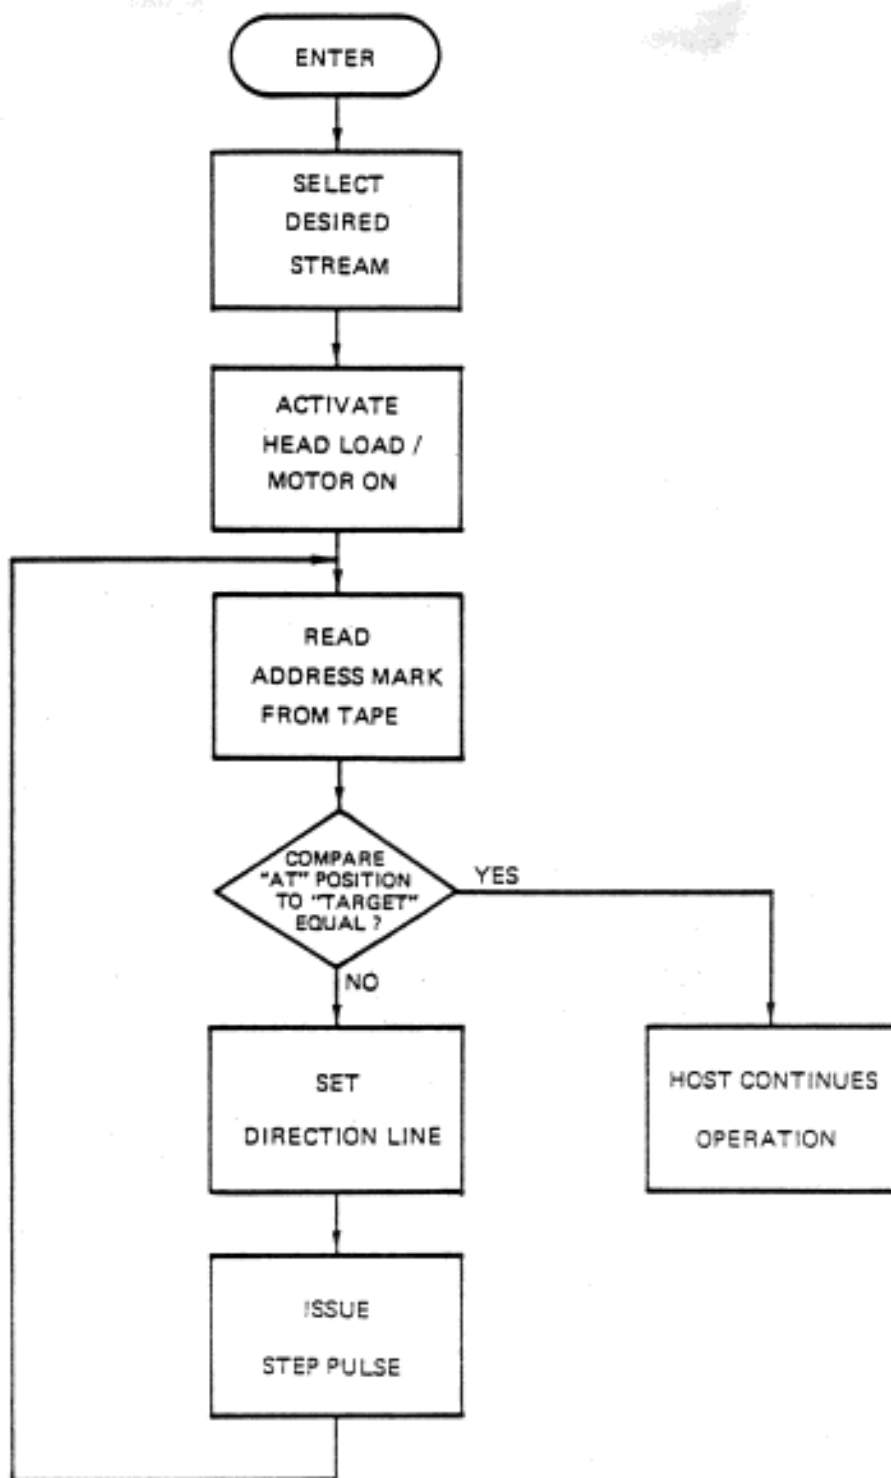 ENTER
SELECT
DESIRED
STREAM
ACTIVATE
HEAD LOAD /
MOTOR ON
READ
ADDRESS MARK
FROM TAPE
COMPARE
"AT" POSITION
TO "TARGET"
EQUAL ?
YES
NO
SET
DIRECTION LINE
HOST CONTINUES
OPERATION
ISSUE
STEP PULSE